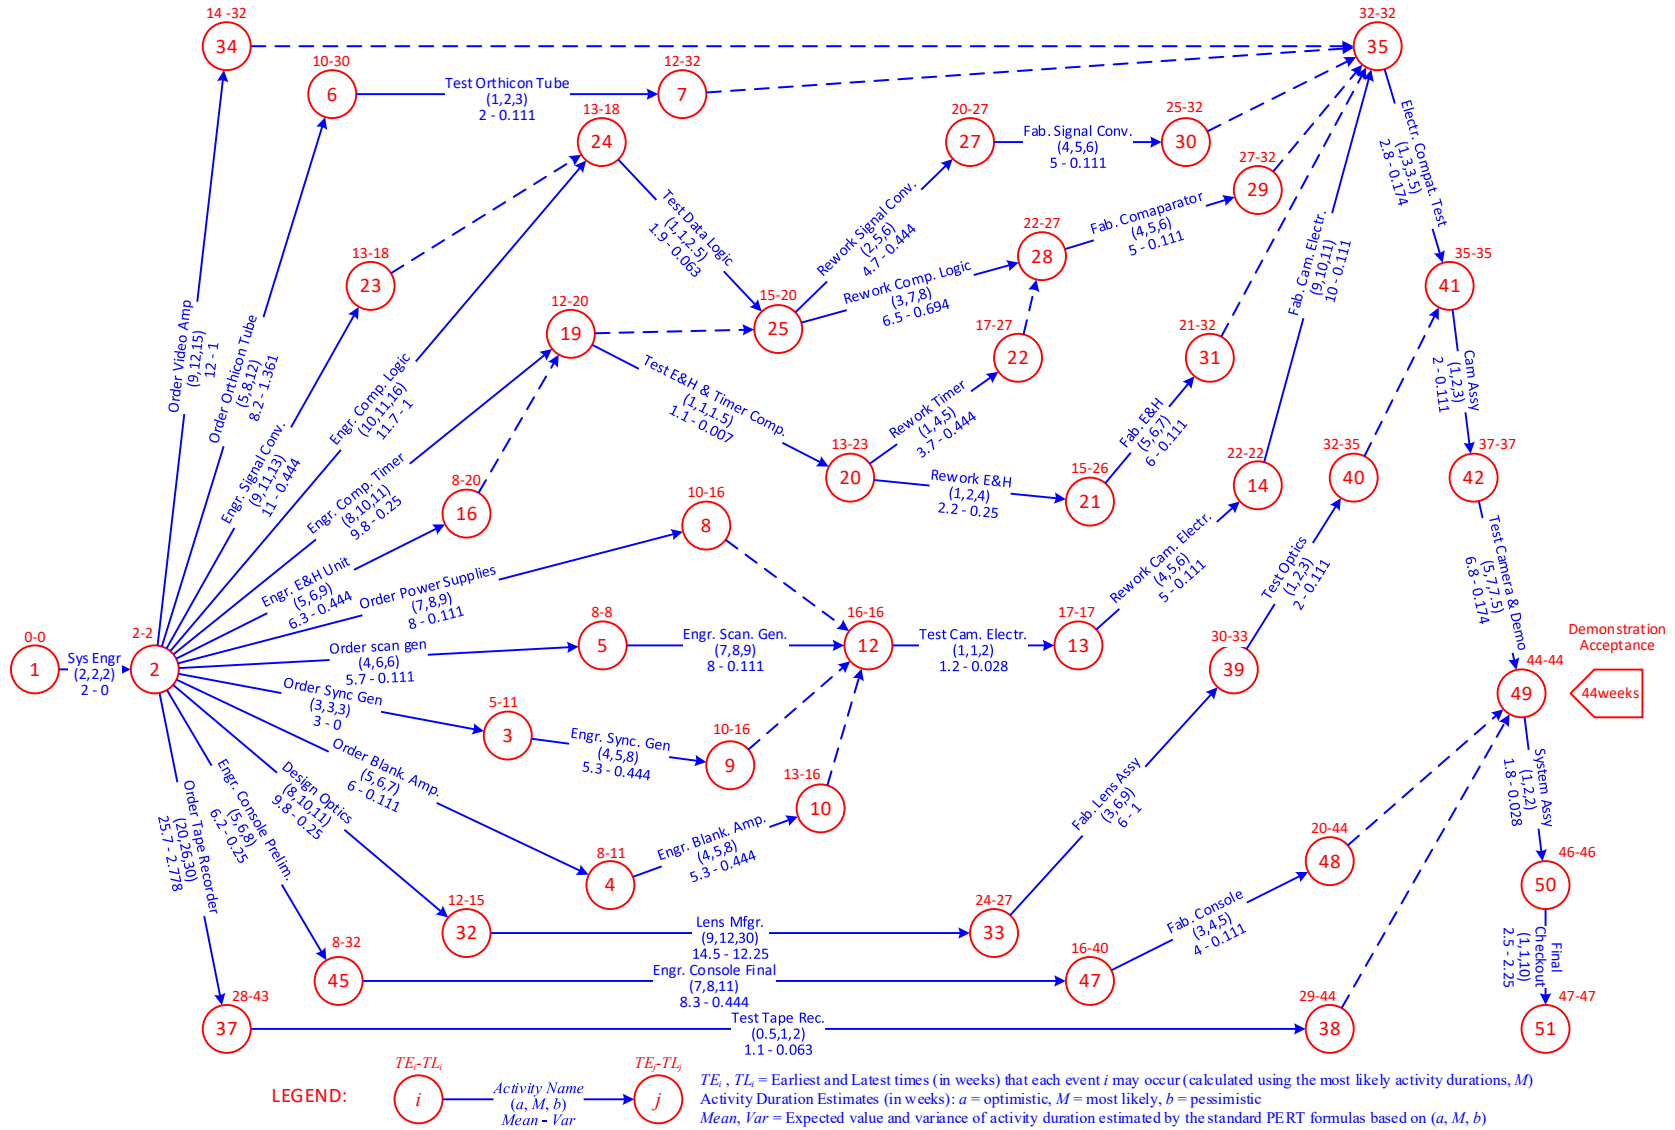 14 -32
34
32-32
35
10-30
6
Test Orthicon Tube
(1,2,3)
2 - 0.111
12-32
7
13-18
24
20-27
27
Fab. Signal Conv.
(4,5,6)
5 - 0.111
25-32
30
Electr. Compat. Test
(1,3,3.5)
2.8 - 0.174
27-32
29
Test Data Logic
(1,1,2.5)
1.9 - 0.063
Rework Signal Conv.
(2,5,6)
4.7 - 0.444
22-27
28
Fab. Comaparator
(4,5,6)
5 - 0.111
Fab. Cam. Electr.
(9,10,11)
10 - 0.111
13-18
23
35-35
41
Order Video Amp
(9,12,15)
12 - 1
Order Orthicon Tube
(5,8,12)
8.2 - 1.361
12-20
19
15-20
25
Rework Comp. Logic
(3,7,8)
6.5 - 0.694
17-27
22
21-32
31
Cam Assy
(1,2,3)
2 - 0.111
Engr. Signal Conv.
(9,11,13)
11 - 0.444
Engr. Comp. Logic
(10,11,16)
11.7 - 1
Test E&H & Timer Comp.
(1,1,1.5)
1.1 - 0.007
Rework Timer
(1,4,5)
3.7 - 0.444
Fab. E&H
(5,6,7)
6 - 0.111
Engr. Comp. Timer
(8,10,11)
9.8 - 0.25
13-23
20
Rework E&H
(1,2,4)
2.2 - 0.25
15-26
21
22-22
14
32-35
40
37-37
42
8-20
16
10-16
8
Engr. E&H Unit
(5,6,9)
6.3 - 0.444
Order Power Supplies
(7,8,9)
8 - 0.111
Rework Cam. Electr.
(4,5,6)
5 - 0.111
Test Optics
(1,2,3)
2 - 0.111
Test Camera & Demo
(5,7,7.5)
6.8 - 0.174
0-0
1
Sys Engr
(2,2,2)
2 - 0
2-2
2
Order scan gen
(4,6,6)
5.7 - 0.111
8-8
5
Engr. Scan. Gen.
(7,8,9)
8 - 0.111
16-16
12
Test Cam. Electr.
(1,1,2)
1.2 - 0.028
17-17
13
30-33
39
Demonstration
Acceptance
44weeks
44-44
49
Order Sync Gen
(3,3,3)
3 - 0
5-11
3
Engr. Sync. Gen
(4,5,8)
5.3 - 0.444
10-16
9
Order Blank. Amp.
(5,6,7)
6 - 0.111
13-16
10
Design Optics
(8,10,11)
9.8 - 0.25
Engr. Console Prelim.
(5,6,8)
6.2 - 0.25
Order Tape Recorder
(20,26,30)
25.7 - 2.778
8-11
4
Engr. Blank. Amp.
(4,5,8)
5.3 - 0.444
Fab. Lens Assy
(3,6,9)
6 - 1
System Assy
(1,2,2)
1.8 - 0.028
20-44
48
46-46
50
12-15
32
Lens Mfgr.
(9,12,30)
14.5 - 12.25
24-27
33
Fab. Console
(3,4,5)
4 - 0.111
Final
Checkout
(1,1,10)
2.5 - 2.25
8-32
45
Engr. Console Final
(7,8,11)
8.3 - 0.444
16-40
47
28-43
37
Test Tape Rec.
(0.5,1,2)
1.1 - 0.063
29-44
38
47-47
51
LEGEND:
TEi-TLi
i
Activity Name
(a, M, b)
Mean - Var
TEj-TLj
j
TEi , TLi = Earliest and Latest times (in weeks) that each event i may occur (calculated using the most likely activity durations, M)
Activity Duration Estimates (in weeks): a = optimistic, M = most likely, b = pessimistic
Mean, Var = Expected value and variance of activity duration estimated by the standard PERT formulas based on (a, M, b)